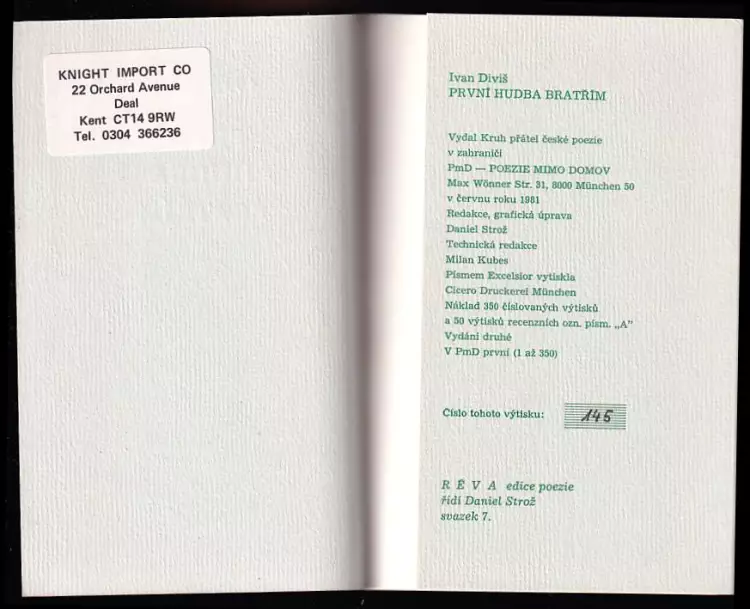 KNIGHT IMPORT CO
22 Orchard Avenue
Deal
Kent CT14 9RW
Tel. 0304 366236
Ivan Diviš
PRVNÍ HUDBA BRATŘÍM
Vydal Kruh přátel české poezie
v zahraničí
PmD — POEZIE MIMO DOMOV
Max Wönner Str. 31, 8000 München 50
v červnu roku 1981
Redakce, grafická úprava
Daniel Strož
Technická redakce
Milan Kubes
Písmem Excelsior vytiskla
Cicero Druckerei München
Náklad 350 číslovaných výtisků
a 50 výtisků recenzních ozn. písm. „A"
Vydání druhé
V PmD první (1 až 350)
Číslo tohoto výtisku: 145
RÉVA edice poezie
řídí Daniel Strož
svazek 7.